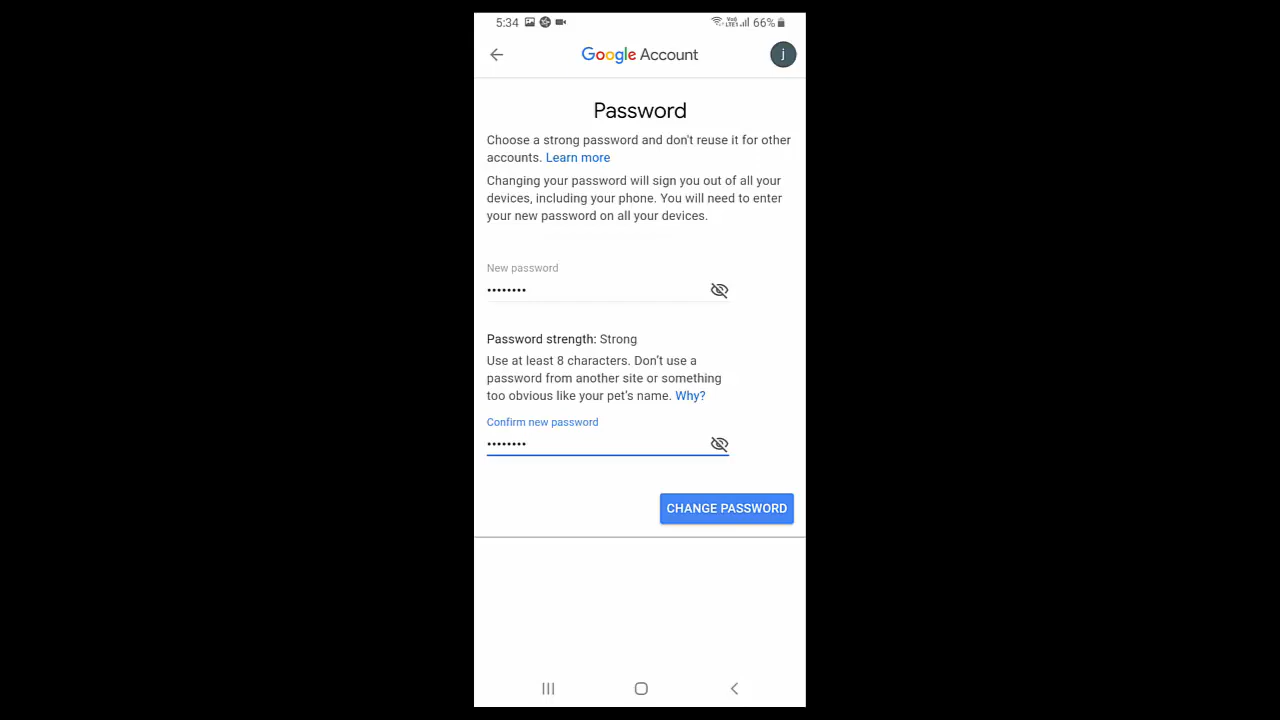 5:34 66%
Google Account
j
Password
Choose a strong password and don't reuse it for other
accounts. Learn more
Changing your password will sign you out of all your
devices, including your phone. You will need to enter
your new password on all your devices.
New password
••••••••
Password strength: Strong
Use at least 8 characters. Don't use a
password from another site or something
too obvious like your pet's name. Why?
Confirm new password
••••••••
CHANGE PASSWORD